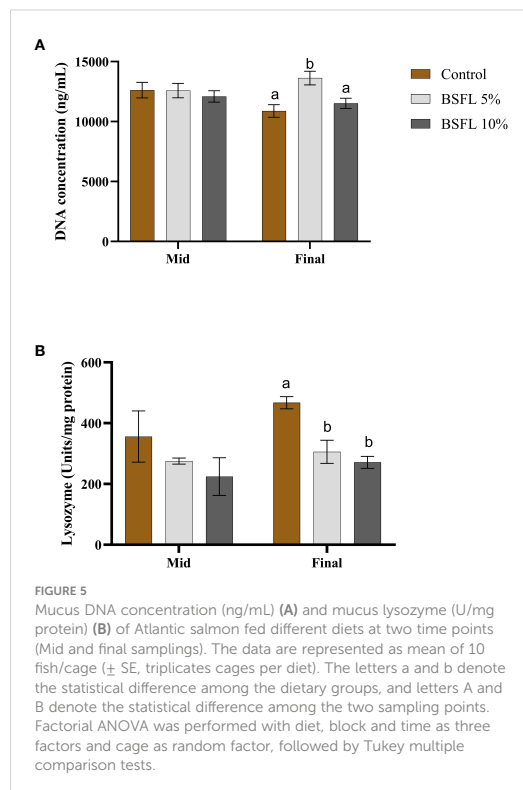 A
DNA concentration (ng/mL)
15000
10000
5000
0
b
a
a
Mid
Final
Control
BSFL 5%
BSFL 10%
B
Lysozyme (Units/mg protein)
600
400
200
0
a
b
b
Mid
Final
FIGURE 5
Mucus DNA concentration (ng/mL) (A) and mucus lysozyme (U/mg
protein) (B) of Atlantic salmon fed different diets at two time points
(Mid and final samplings). The data are represented as mean of 10
fish/cage (± SE, triplicates cages per diet). The letters a and b denote
the statistical difference among the dietary groups, and letters A and
B denote the statistical difference among the two sampling points.
Factorial ANOVA was performed with diet, block and time as three
factors and cage as random factor, followed by Tukey multiple
comparison tests.